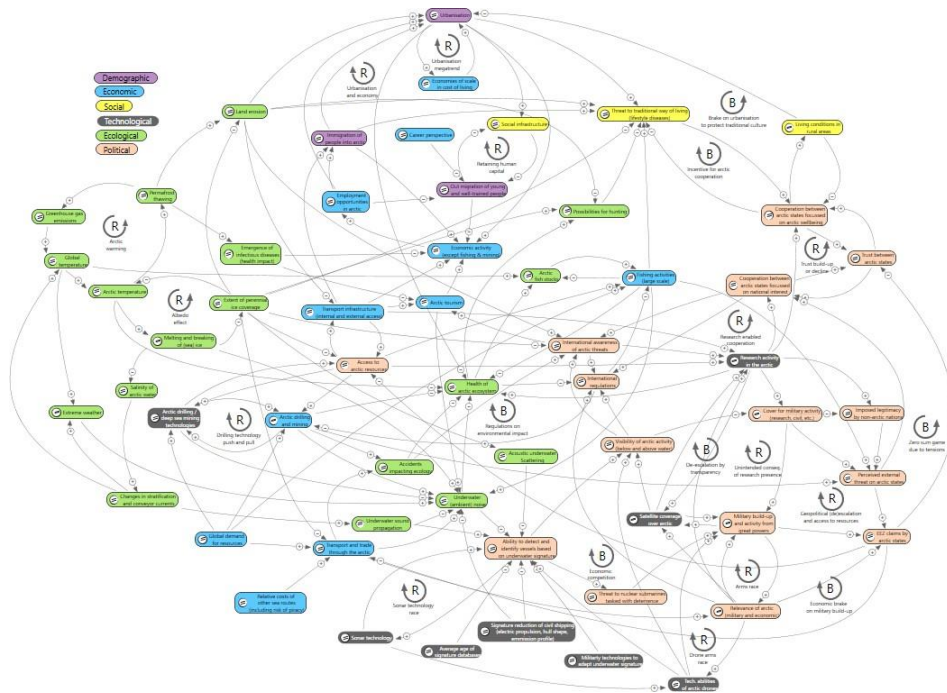 Urbanisation
R
Urbanisation
megatrend
R
Urbanisation
and economy
Economies of scale
in cost of living
Demographic
Economic
Social
Technological
Ecological
Political
Land erosion
Threat to traditional way of living
(lifestyle diseases)
B
Brake on urbanisation
to protect traditional culture
Immigration of
people into arctic
Career perspective
Social infrastructure
Living conditions in
rural areas
R
Retaining human
capital
B
Incentive for arctic
cooperation
Permafrost
thawing
Employment
opportunities
in arctic
Out migration of young
and well-trained people
Greenhouse gas
emissions
Possibilities for hunting
Cooperation between
arctic states focussed
on arctic wellbeing
R
Arctic
warming
Emergence of
infectious diseases
(health impact)
Economic activity
(except fishing & mining)
R
Trust build-up
or decline
Trust between
arctic states
Global
temperature
Arctic
fish stocks
Fishing activities
(large scale)
Cooperation between
arctic states focussed
on national interest
Arctic temperature
R
Albedo
effect
Extent of perennial
ice coverage
Transport infrastructure
(internal and external access)
Arctic tourism
R
Research enabled
cooperation
Melting and breaking
of (sea) ice
International awareness
of arctic threats
Access to
arctic resources
Research activity
in the arctic
Salinity of
arctic water
Health of
arctic ecosystem
International
regulations
Extreme weather
Arctic drilling /
deep sea mining
technologies
R
Drilling technology
push and pull
Arctic drilling
and mining
B
Regulations on
environmental impact
Cover for military activity
(research, civil, etc.)
Imposed legitimacy
by non-arctic nations
B
Zero sum game
due to tensions
Visibility of arctic activity
(below and above water)
B
De-escalation by
transparency
R
Unintended conseq.
of research presence
Acoustic underwater
scattering
Accidents
impacting ecology
Perceived external
threat on arctic states
Changes in stratification
and conveyor currents
Underwater
(ambient) noise
R
Geopolitical (de)escalation
and access to resources
Underwater sound
propagation
Satellite coverage
over arctic
Military build-up
and activity from
great powers
EEZ claims by
arctic states
Global demand
for resources
Transport and trade
through the arctic
Ability to detect and
identify vessels based
on underwater signature
B
Economic
competition
R
Arms race
B
Economic brake
on military build-up
Relative costs of
other sea routes
(including risk of piracy)
R
Sonar technology
race
Threat to nuclear submarines
tasked with deterrence
Relevance of arctic
(military and economic)
Sonar technology
Signature reduction of civil shipping
(electric propulsion, hull shape,
emmission profile)
R
Drone arms
race
Average age of
signature database
Military technologies to
adapt underwater signature
Tech. abilities
of arctic drones